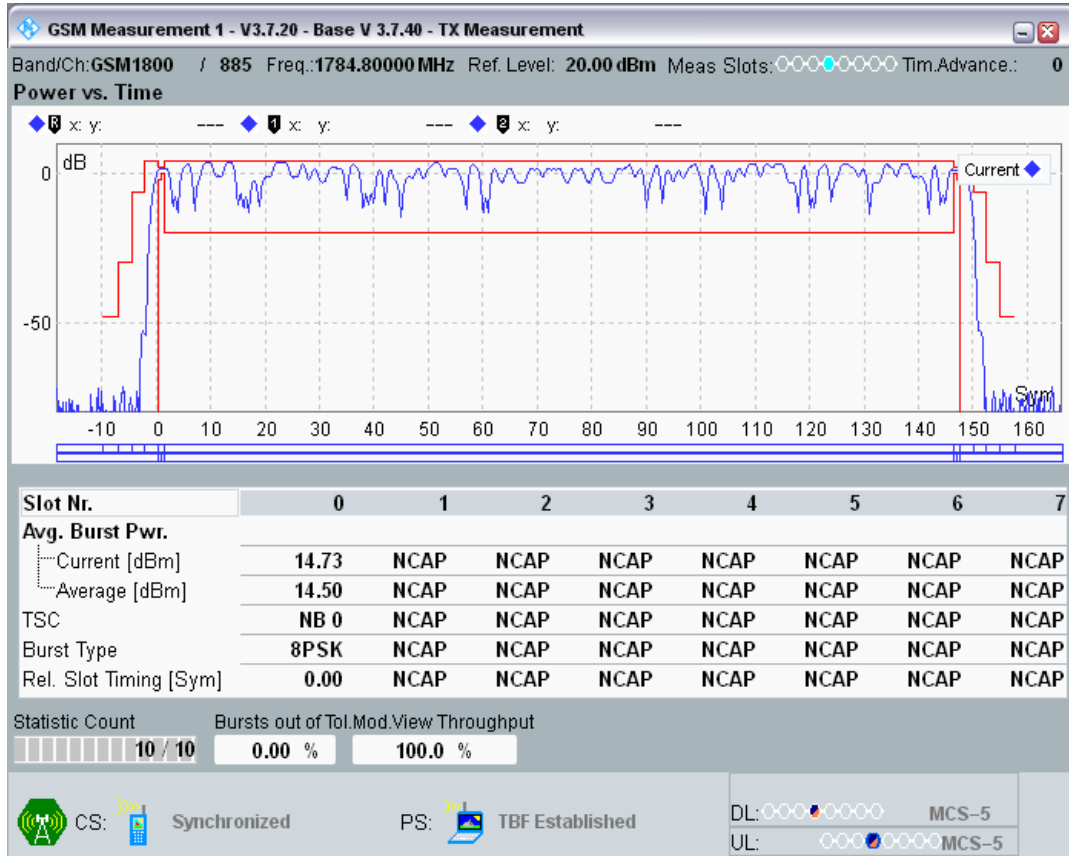 GSM Measurement 1 - V3.7.20 - Base V 3.7.40 - TX Measurement
Band/Ch:GSM1800 / 885 Freq.:1784.80000 MHz Ref. Level: 20.00 dBm Meas Slots: Tim.Advance.: 0
Power vs. Time
R x: y: --- 1 x: y: --- 2 x: y: ---
dB
Current
0
-50
Sym
-10 0 10 20 30 40 50 60 70 80 90 100 110 120 130 140 150 160
Slot Nr. 0 1 2 3 4 5 6 7
Avg. Burst Pwr.
Current [dBm] 14.73 NCAP NCAP NCAP NCAP NCAP NCAP NCAP
Average [dBm] 14.50 NCAP NCAP NCAP NCAP NCAP NCAP NCAP
TSC NB 0 NCAP NCAP NCAP NCAP NCAP NCAP NCAP
Burst Type 8PSK NCAP NCAP NCAP NCAP NCAP NCAP NCAP
Rel. Slot Timing [Sym] 0.00 NCAP NCAP NCAP NCAP NCAP NCAP NCAP
Statistic Count Bursts out of Tol. Mod.View Throughput
10 / 10 0.00 % 100.0 %
CS: Synchronized PS: TBF Established DL: MCS-5
UL: MCS-5